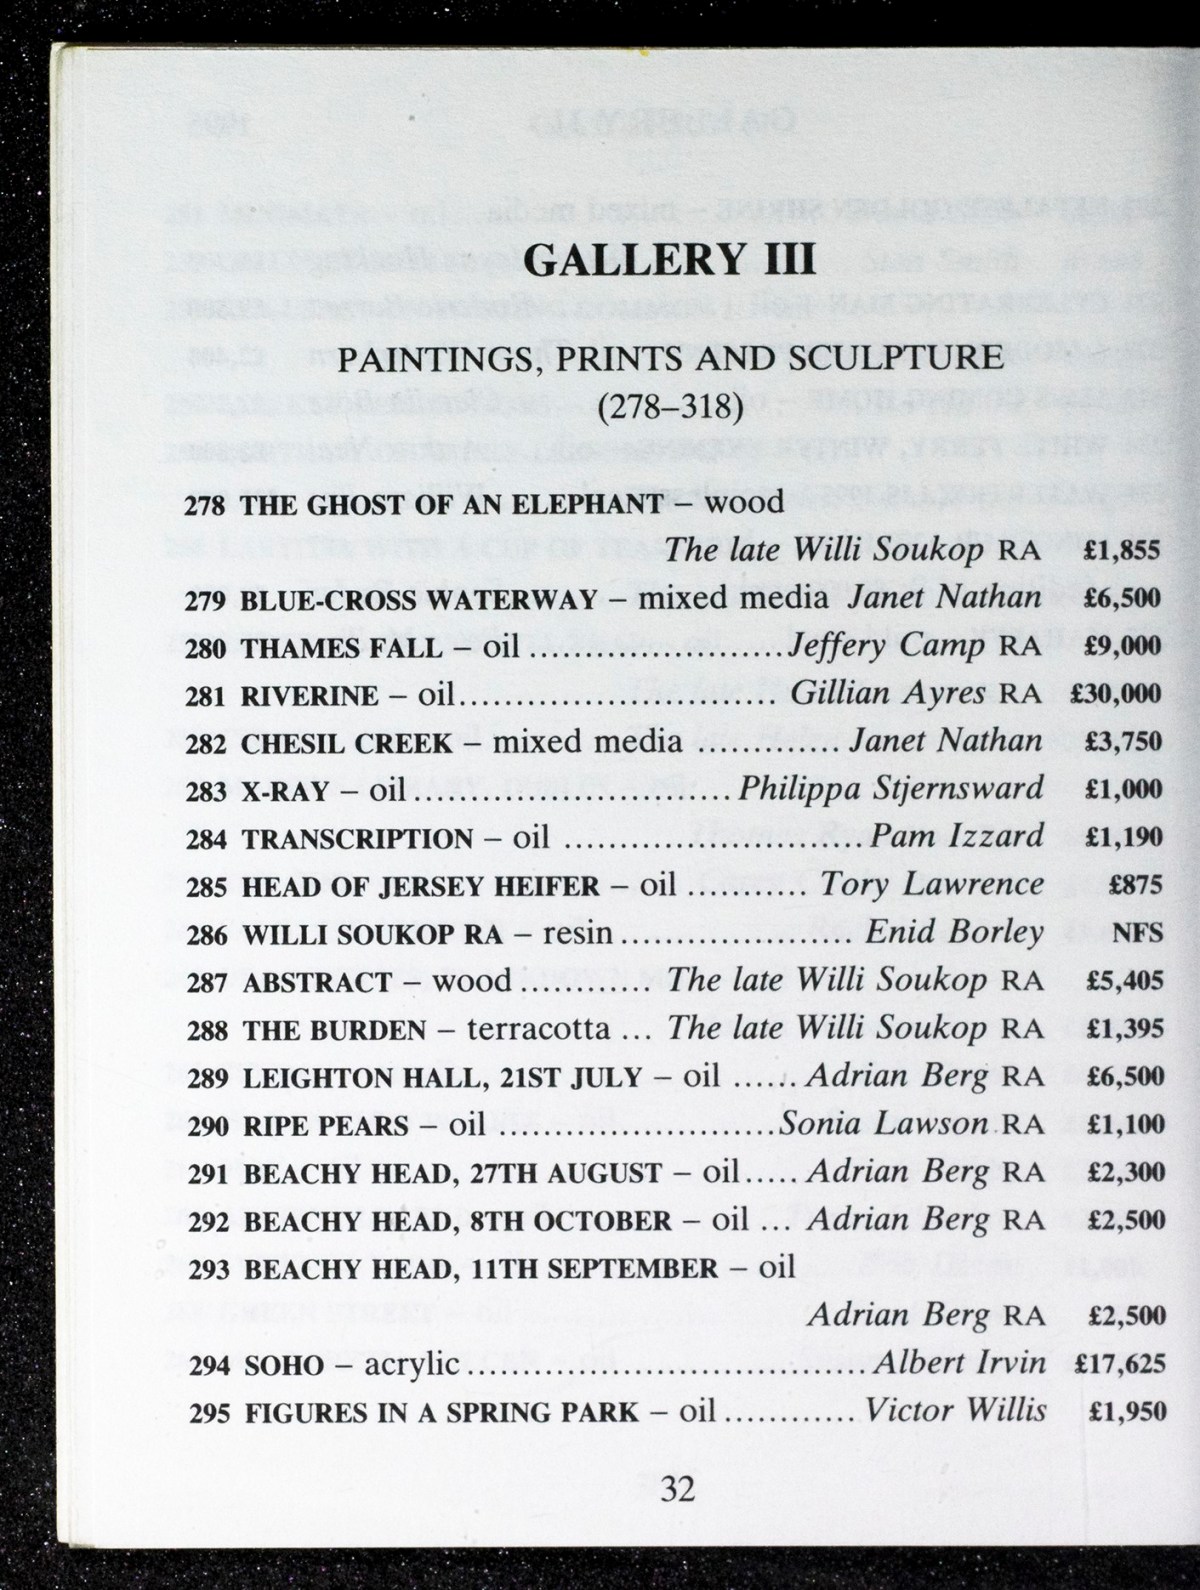 GALLERY III
PAINTINGS, PRINTS AND SCULPTURE
(278–318)
278 THE GHOST OF AN ELEPHANT – wood
The late Willi Soukop RA £1,855
279 BLUE-CROSS WATERWAY – mixed media Janet Nathan £6,500
280 THAMES FALL – oil ........................ Jeffery Camp RA £9,000
281 RIVERINE – oil........................... Gillian Ayres RA £30,000
282 CHESIL CREEK – mixed media ............. Janet Nathan £3,750
283 X-RAY – oil.............................. Philippa Stjernsward £1,000
284 TRANSCRIPTION – oil ............................ Pam Izzard £1,190
285 HEAD OF JERSEY HEIFER – oil ........... Tory Lawrence £875
286 WILLI SOUKOP RA – resin...................... Enid Borley NFS
287 ABSTRACT – wood............ The late Willi Soukop RA £5,405
288 THE BURDEN – terracotta ... The late Willi Soukop RA £1,395
289 LEIGHTON HALL, 21ST JULY – oil ...... Adrian Berg RA £6,500
290 RIPE PEARS – oil .......................... Sonia Lawson RA £1,100
291 BEACHY HEAD, 27TH AUGUST – oil..... Adrian Berg RA £2,300
292 BEACHY HEAD, 8TH OCTOBER – oil ... Adrian Berg RA £2,500
293 BEACHY HEAD, 11TH SEPTEMBER – oil
Adrian Berg RA £2,500
294 SOHO – acrylic...................................... Albert Irvin £17,625
295 FIGURES IN A SPRING PARK – oil............ Victor Willis £1,950
32